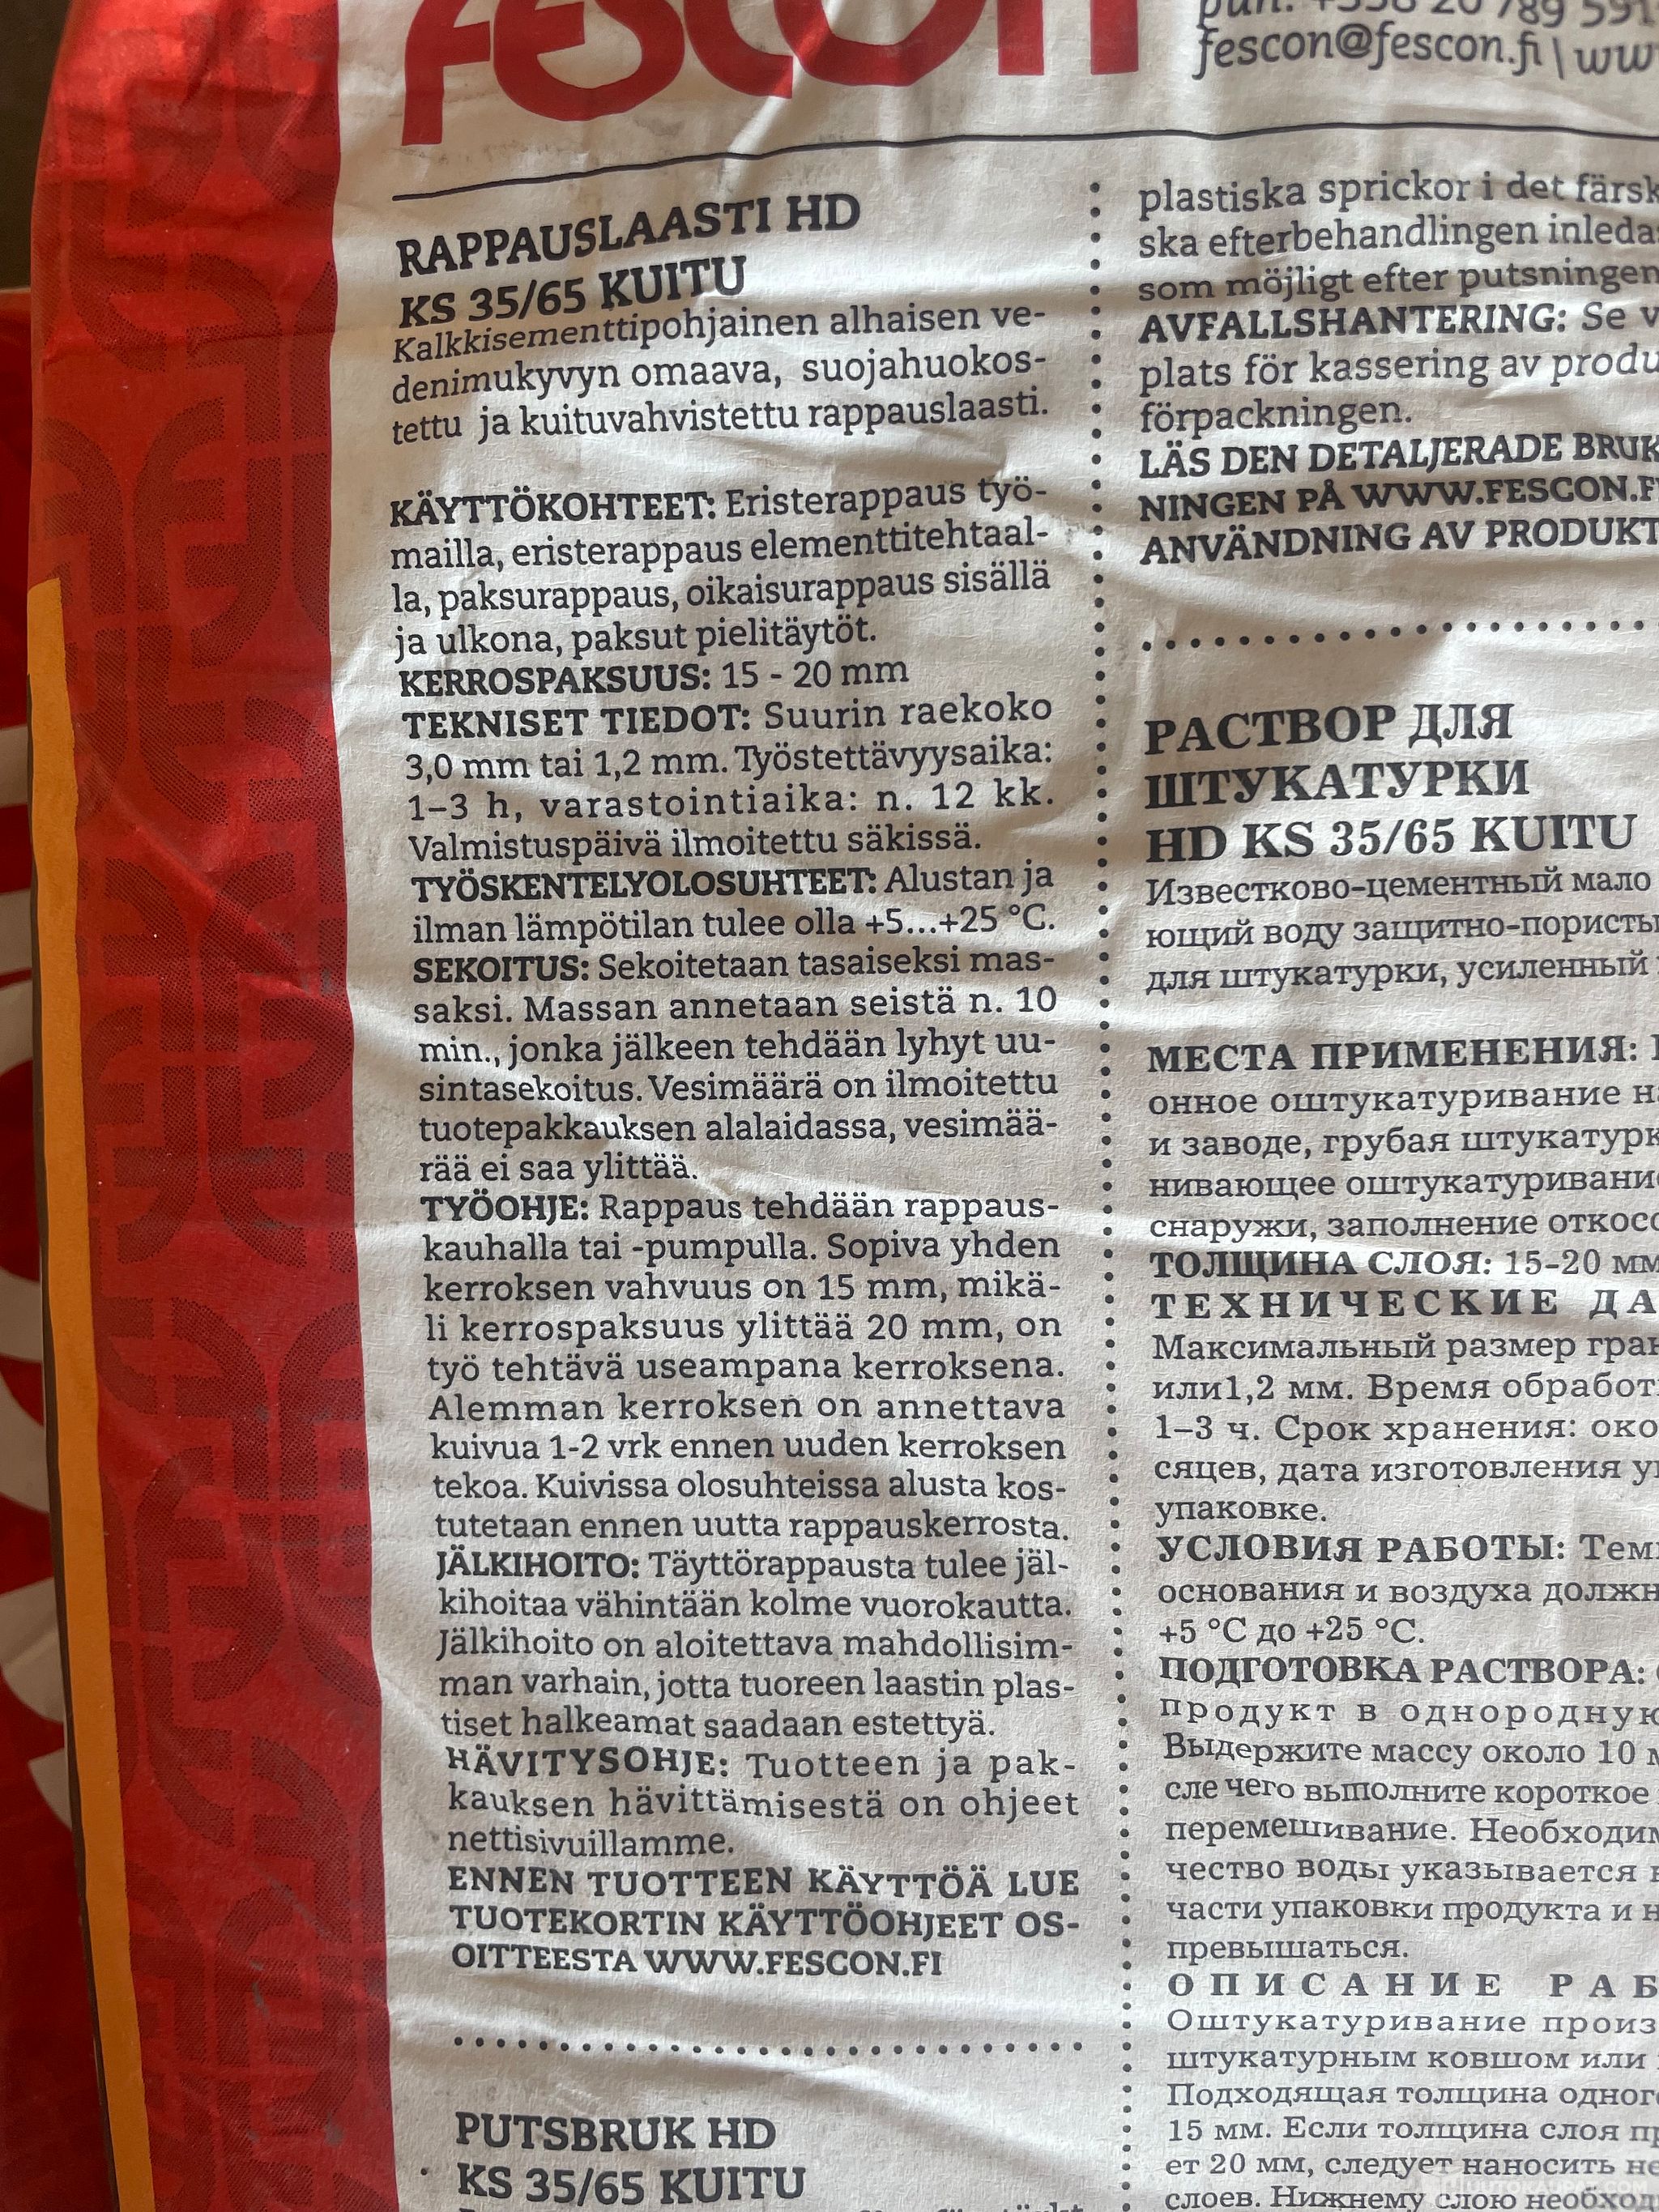 fescon
fescon@fescon.fi |
RAPPAUSLAASTI HD
KS 35/65 KUITU
Kalkkisementtipohjainen alhaisen ve-
denimukyvyn omaava, suojahuokos-
tettu ja kuituvahvistettu rappauslaasti.
KÄYTTÖKOHTEET: Eristerappaus työ-
mailla, eristerappaus elementtitehtaal-
la, paksurappaus, oikaisurappaus sisällä
ja ulkona, paksut pielitäytöt.
KERROSPAKSUUS: 15 - 20 mm
TEKNISET TIEDOT: Suurin raekoko
3,0 mm tai 1,2 mm. Työstettävyysaika:
1–3 h, varastointiaika: n. 12 kk.
Valmistuspäivä ilmoitettu säkissä.
TYÖSKENTELYOLOSUHTEET: Alustan ja
ilman lämpötilan tulee olla +5...+25 °C.
SEKOITUS: Sekoitetaan tasaiseksi mas-
saksi. Massan annetaan seistä n. 10
min., jonka jälkeen tehdään lyhyt uu-
sintasekoitus. Vesimäärä on ilmoitettu
tuotepakkauksen alalaidassa, vesimää-
rää ei saa ylittää.
TYÖOHJE: Rappaus tehdään rappaus-
kauhalla tai -pumpulla. Sopiva yhden
kerroksen vahvuus on 15 mm, mikä-
li kerrospaksuus ylittää 20 mm, on
työ tehtävä useampana kerroksena.
Alemman kerroksen on annettava
kuivua 1-2 vrk ennen uuden kerroksen
tekoa. Kuivissa olosuhteissa alusta kos-
tutetaan ennen uutta rappauskerrosta.
JÄLKIHOITO: Täyttörappausta tulee jäl-
kihoitaa vähintään kolme vuorokautta.
Jälkihoito on aloitettava mahdollisim-
man varhain, jotta tuoreen laastin plas-
tiset halkeamat saadaan estettyä.
HÄVITYSOHJE: Tuotteen ja pak-
kauksen hävittämisestä on ohjeet
nettisivuillamme.
ENNEN TUOTTEEN KÄYTTÖÄ LUE
TUOTEKORTIN KÄYTTÖOHJEET OS-
OITTEESTA WWW.FESCON.FI
PUTSBRUK HD
KS 35/65 KUITU
plastiska sprickor i det färsk
ska efterbehandlingen inleda
som möjligt efter putsningen
AVFALLSHANTERING: Se
plats för kassering av produ
förpackningen.
LÄS DEN DETALJERADE BRUK
NINGEN PÅ WWW.FESCON.F
ANVÄNDNING AV PRODUKT
РАСТВОР ДЛЯ
ШТУКАТУРКИ
HD KS 35/65 KUITU
Известково-цементный мало
ющий воду защитно-пористы
для штукатурки, усиленный
МЕСТА ПРИМЕНЕНИЯ:
онное оштукатуривание на
и заводе, грубая штукатурк
нивающее оштукатуривани
снаружи, заполнение откосо
ТОЛЩИНА СЛОЯ: 15-20 мм
ТЕХНИЧЕСКИЕ ДА
Максимальный размер гран
или1,2 мм. Время обработ
1–3 ч. Срок хранения: око
сяцев, дата изготовления у
упаковке.
УСЛОВИЯ РАБОТЫ: Тем
основания и воздуха должн
+5 °C до +25 °C.
ПОДГОТОВКА РАСТВОРА:
продукт в однородную
Выдержите массу около 10
сле чего выполните короткое
перемешивание. Необходим
чество воды указывается
части упаковки продукта и н
превышаться.
ОПИСАНИЕ РАБ
Оштукатуривание произ
штукатурным ковшом или
Подходящая толщина одног
15 мм. Если толщина слоя пр
ет 20 мм, следует наносить не
слоев. Нижнему слою необход